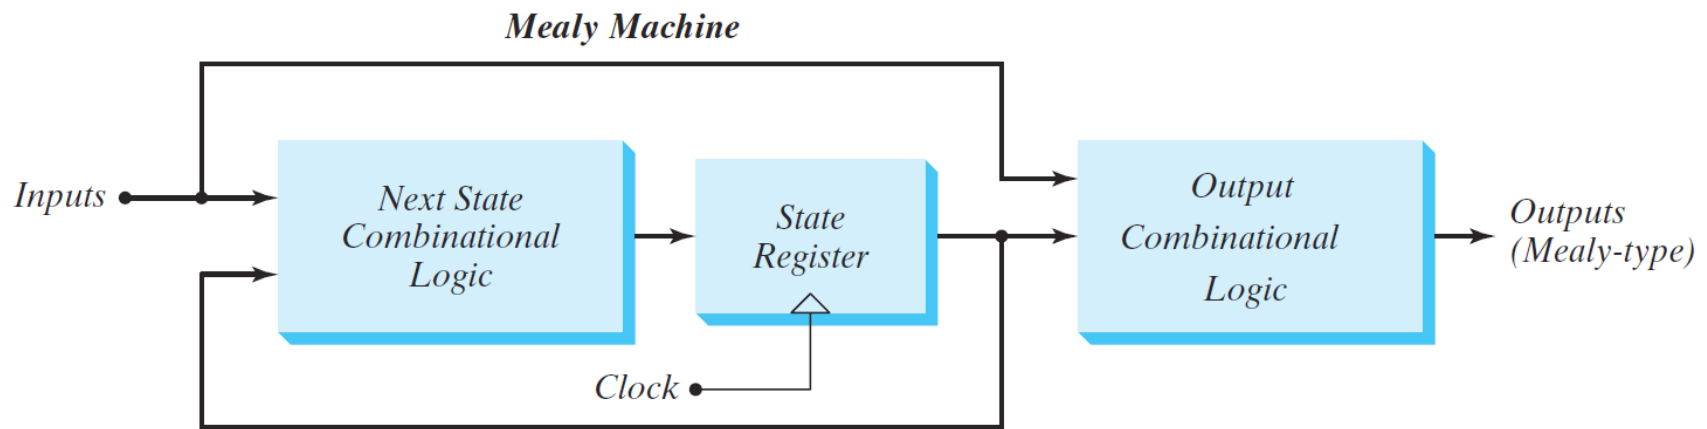 Mealy Machine
Inputs
Next State
Combinational
Logic
State
Register
Clock
Output
Combinational
Logic
Outputs
(Mealy-type)